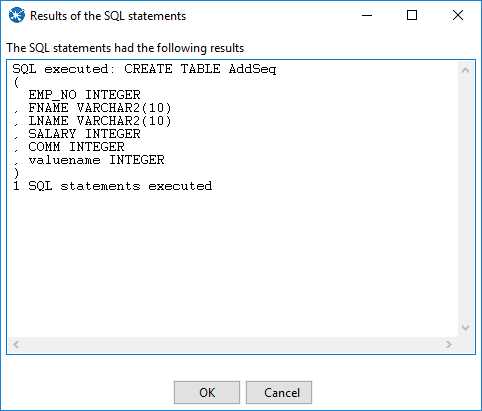 Results of the SQL statements
The SQL statements had the following results
SQL executed: CREATE TABLE AddSeq
(
  EMP_NO INTEGER
, FNAME VARCHAR2(10)
, LNAME VARCHAR2(10)
, SALARY INTEGER
, COMM INTEGER
, valuename INTEGER
)
1 SQL statements executed
OK
Cancel